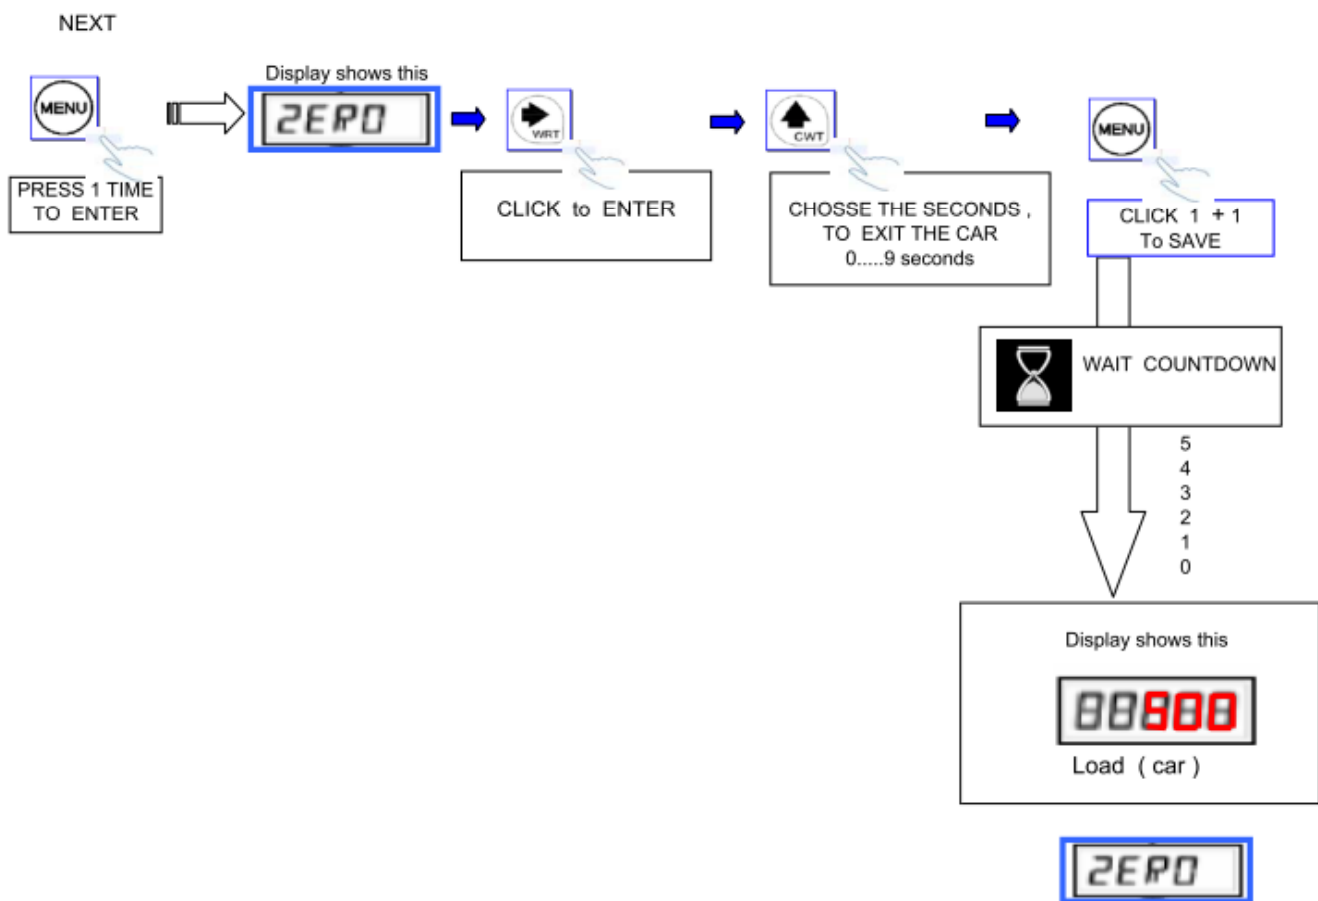 NEXT
Display shows this
MENU
ZERO
WRT
CWT
MENU
PRESS 1 TIME
TO ENTER
CLICK to ENTER
CHOSSE THE SECONDS ,
TO EXIT THE CAR
0.....9 seconds
CLICK 1 + 1
To SAVE
WAIT COUNTDOWN
5
4
3
2
1
0
Display shows this
88500
Load ( car )
ZERO